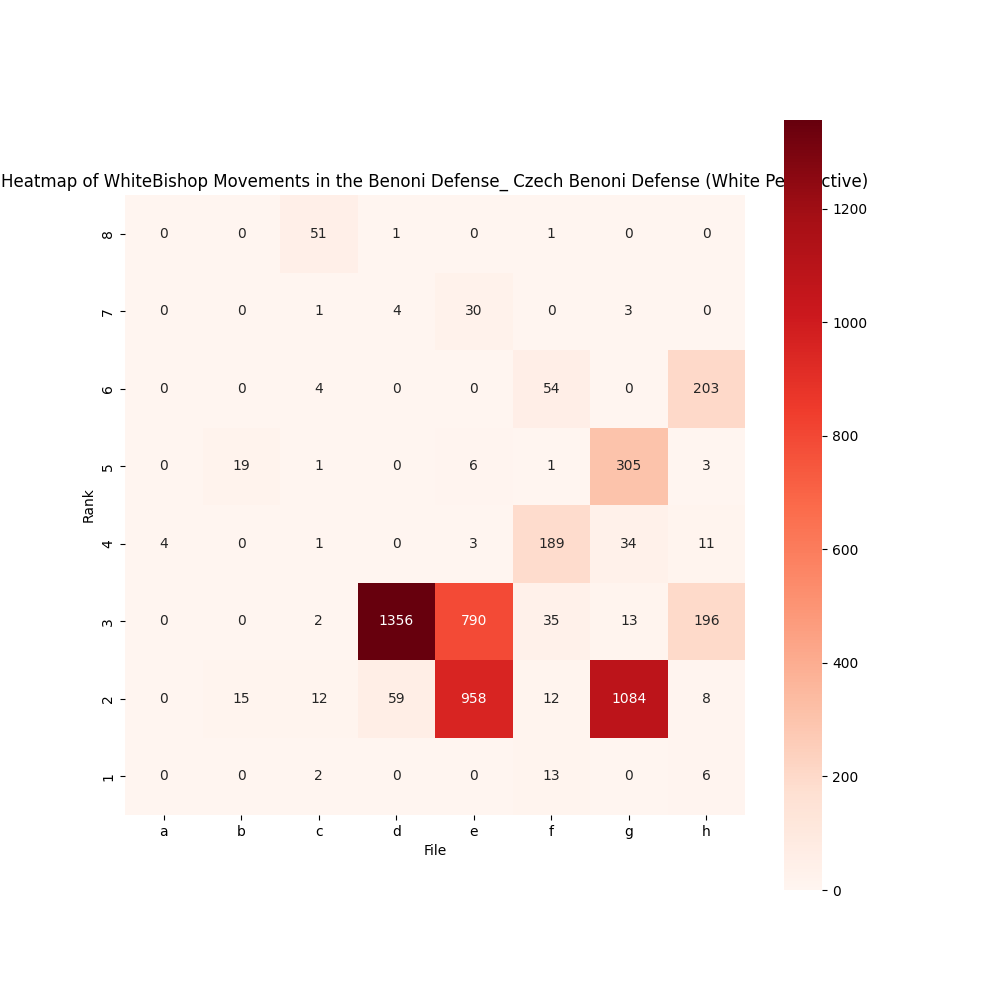 Heatmap of WhiteBishop Movements in the Benoni Defense_ Czech Benoni Defense (White Pe ctive)
8 0 0 51 1 0 1 0 0
7 0 0 1 4 30 0 3 0
6 0 0 4 0 0 54 0 203
5 0 19 1 0 6 1 305 3
4 4 0 1 0 3 189 34 11
3 0 0 2 1356 790 35 13 196
2 0 15 12 59 958 12 1084 8
1 0 0 2 0 0 13 0 6
a b c d e f g h
File
Rank
1200
1000
800
600
400
200
0